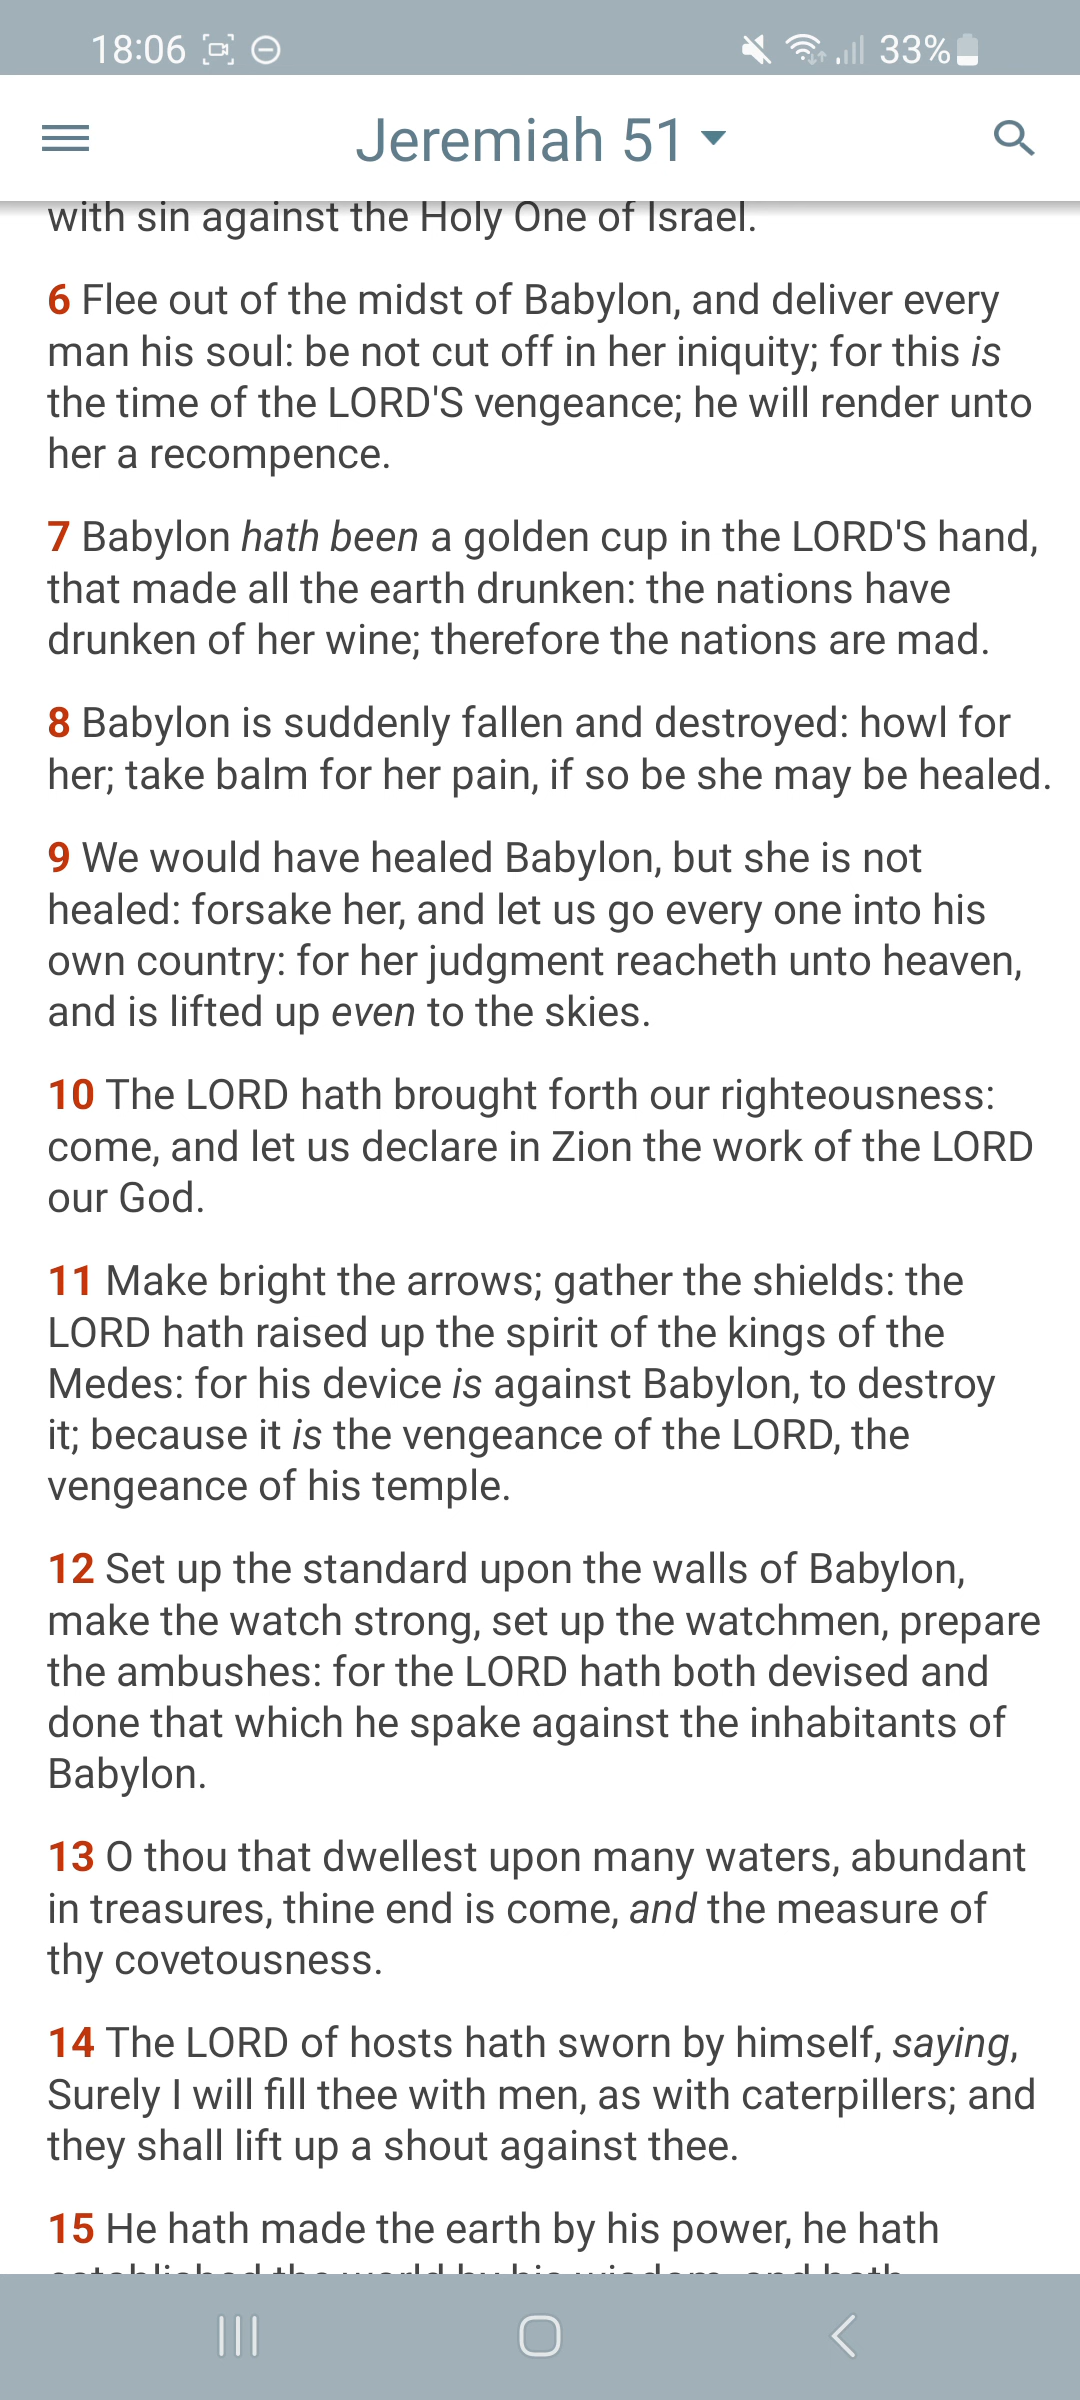 18:06
33%
Jeremiah 51
with sin against the Holy One of Israel.
6 Flee out of the midst of Babylon, and deliver every
man his soul: be not cut off in her iniquity; for this is
the time of the LORD'S vengeance; he will render unto
her a recompence.
7 Babylon hath been a golden cup in the LORD'S hand,
that made all the earth drunken: the nations have
drunken of her wine; therefore the nations are mad.
8 Babylon is suddenly fallen and destroyed: howl for
her; take balm for her pain, if so be she may be healed.
9 We would have healed Babylon, but she is not
healed: forsake her, and let us go every one into his
own country: for her judgment reacheth unto heaven,
and is lifted up even to the skies.
10 The LORD hath brought forth our righteousness:
come, and let us declare in Zion the work of the LORD
our God.
11 Make bright the arrows; gather the shields: the
LORD hath raised up the spirit of the kings of the
Medes: for his device is against Babylon, to destroy
it; because it is the vengeance of the LORD, the
vengeance of his temple.
12 Set up the standard upon the walls of Babylon,
make the watch strong, set up the watchmen, prepare
the ambushes: for the LORD hath both devised and
done that which he spake against the inhabitants of
Babylon.
13 O thou that dwellest upon many waters, abundant
in treasures, thine end is come, and the measure of
thy covetousness.
14 The LORD of hosts hath sworn by himself, saying,
Surely I will fill thee with men, as with caterpillers; and
they shall lift up a shout against thee.
15 He hath made the earth by his power, he hath
established the world by his wisdom, and hath